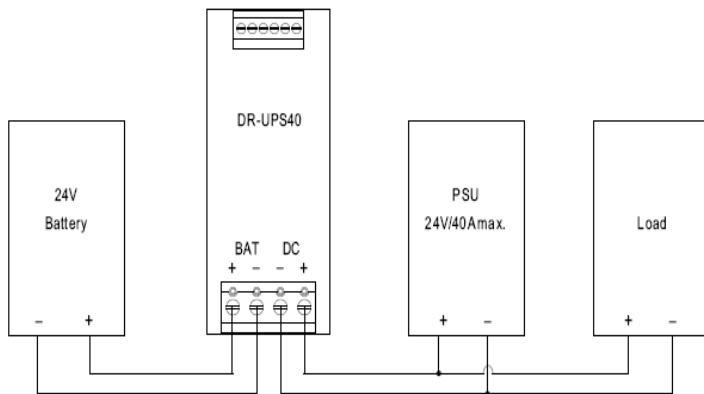 DR-UPS40
24V
Battery
PSU
24V/40Amax.
Load
BAT DC
+ - - +
- +
+ -
+ -